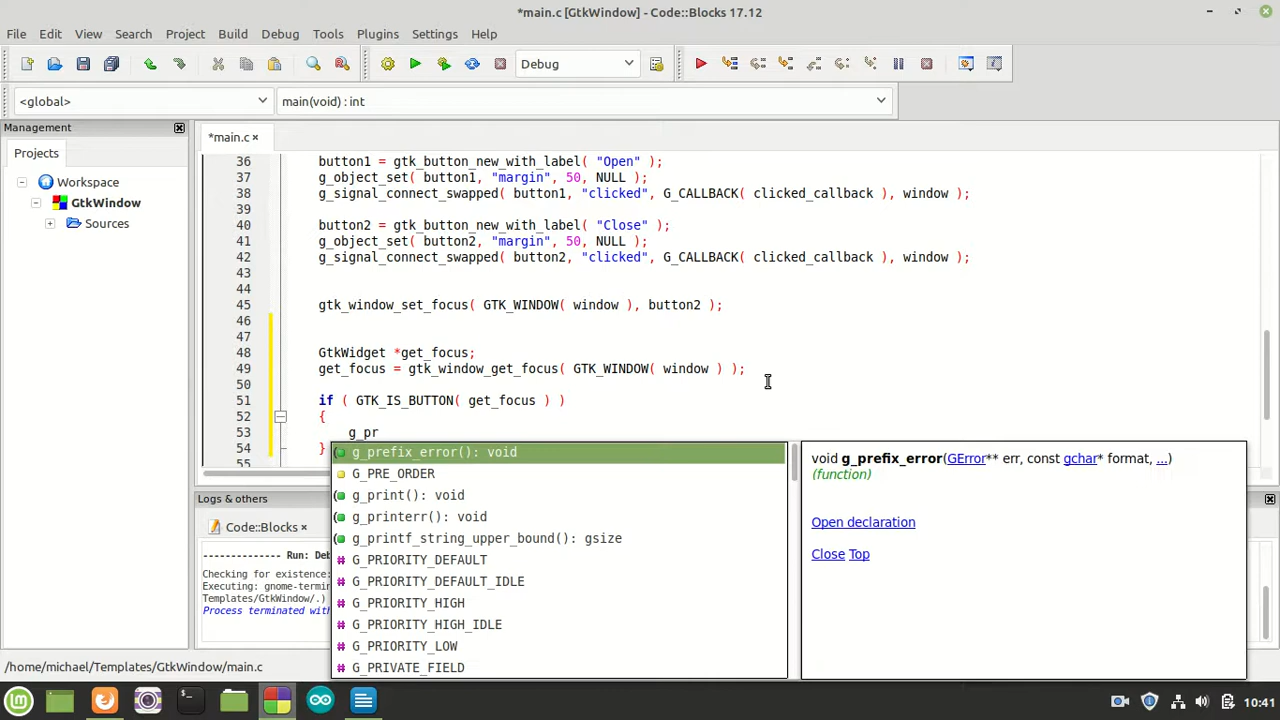 *main.c [GtkWindow] - Code::Blocks 17.12
File Edit View Search Project Build Debug Tools Plugins Settings Help
Debug
<global> main(void) : int
Management
*main.c
Projects
Workspace
GtkWindow
Sources
36 button1 = gtk_button_new_with_label( "Open" );
37 g_object_set( button1, "margin", 50, NULL );
38 g_signal_connect_swapped( button1, "clicked", G_CALLBACK( clicked_callback ), window );
39
40 button2 = gtk_button_new_with_label( "Close" );
41 g_object_set( button2, "margin", 50, NULL );
42 g_signal_connect_swapped( button2, "clicked", G_CALLBACK( clicked_callback ), window );
43
44
45 gtk_window_set_focus( GTK_WINDOW( window ), button2 );
46
47
48 GtkWidget *get_focus;
49 get_focus = gtk_window_get_focus( GTK_WINDOW( window ) );
50
51 if ( GTK_IS_BUTTON( get_focus ) )
52 {
53 g_pr
54 }
55
g_prefix_error(): void
G_PRE_ORDER
g_print(): void
g_printerr(): void
g_printf_string_upper_bound(): gsize
G_PRIORITY_DEFAULT
G_PRIORITY_DEFAULT_IDLE
G_PRIORITY_HIGH
G_PRIORITY_HIGH_IDLE
G_PRIORITY_LOW
G_PRIVATE_FIELD
void g_prefix_error(GError** err, const gchar* format, ...)
(function)
Open declaration
Close Top
Logs & others
Code::Blocks
-------------- Run: Deb
Checking for existence:
Executing: gnome-termin
Templates/GtkWindow/.)
Process terminated with
/home/michael/Templates/GtkWindow/main.c
10:41